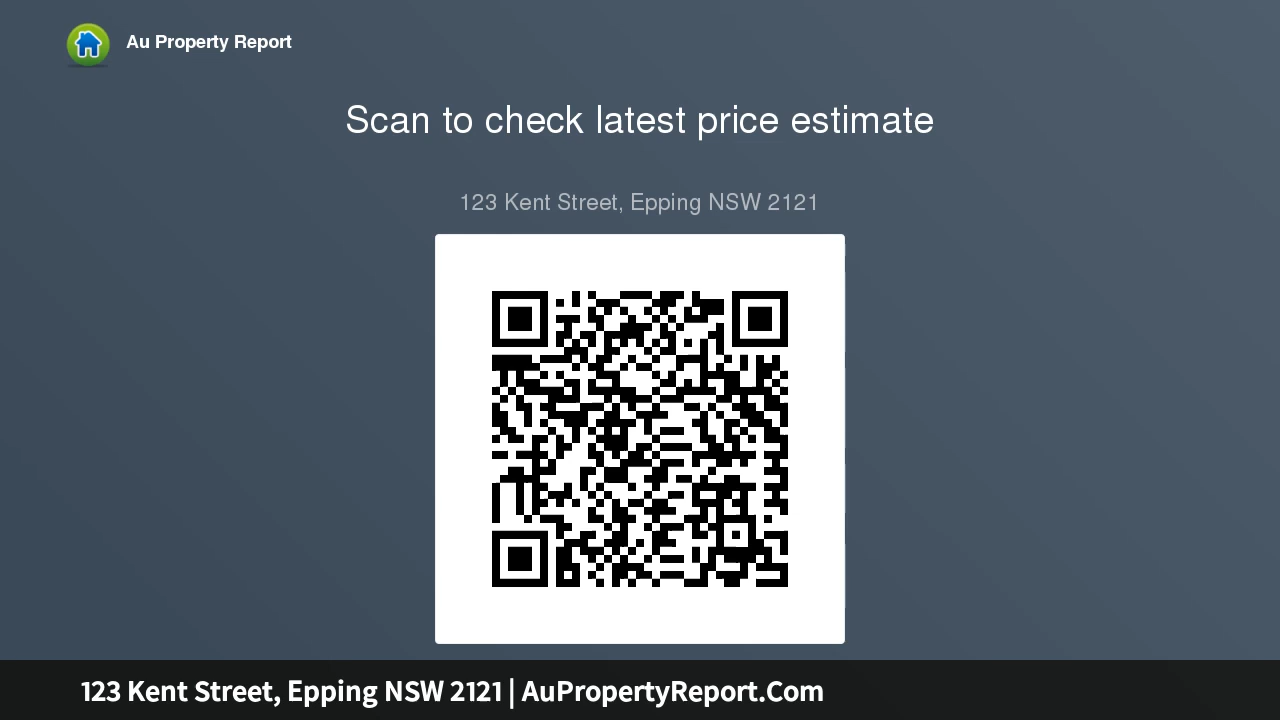 Au Property Report
Scan to check latest price estimate
123 Kent Street, Epping NSW 2121
123 Kent Street, Epping NSW 2121 | AuPropertyReport.Com